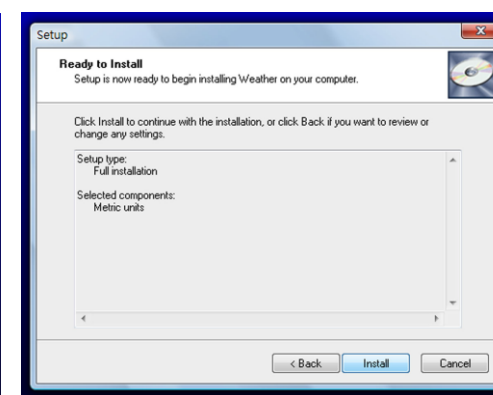 Setup
Ready to Install
Setup is now ready to begin installing Weather on your computer.
Click Install to continue with the installation, or click Back if you want to review or
change any settings.
Setup type:
Full installation
Selected components:
Metric units
< Back Install Cancel